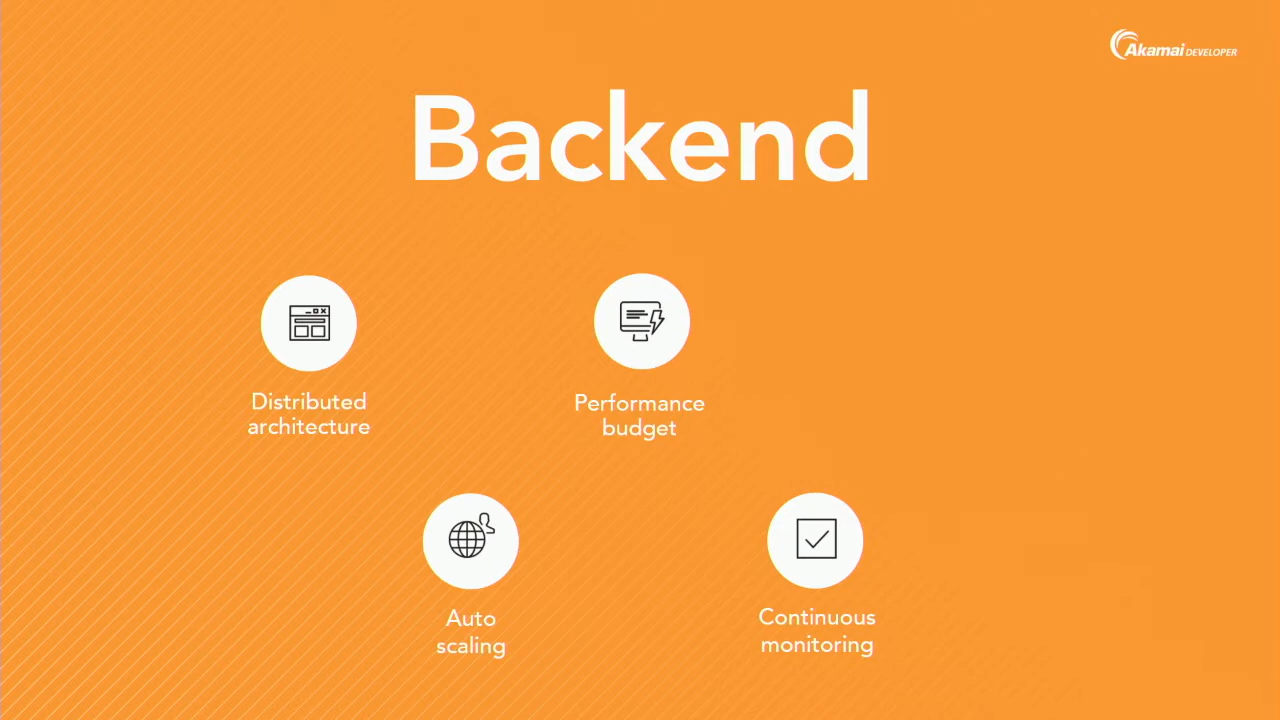 Akamai DEVELOPER
Backend
Distributed
architecture
Performance
budget
Auto
scaling
Continuous
monitoring